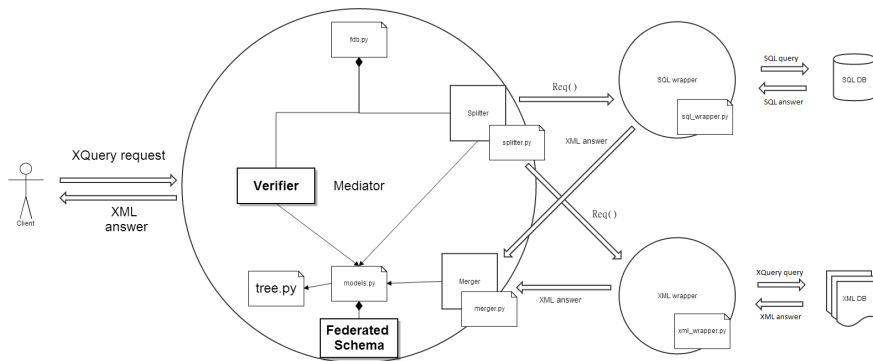 fdb.py
Splitter
splitter.py
Req()
SQL wrapper
sql_wrapper.py
SQL query
SQL answer
SQL DB
XML answer
XQuery request
XML
answer
Client
Verifier
Mediator
Req()
tree.py
models.py
Merger
merger.py
XML answer
XML wrapper
xml_wrapper.py
XQuery query
XML answer
XML DB
Federated
Schema